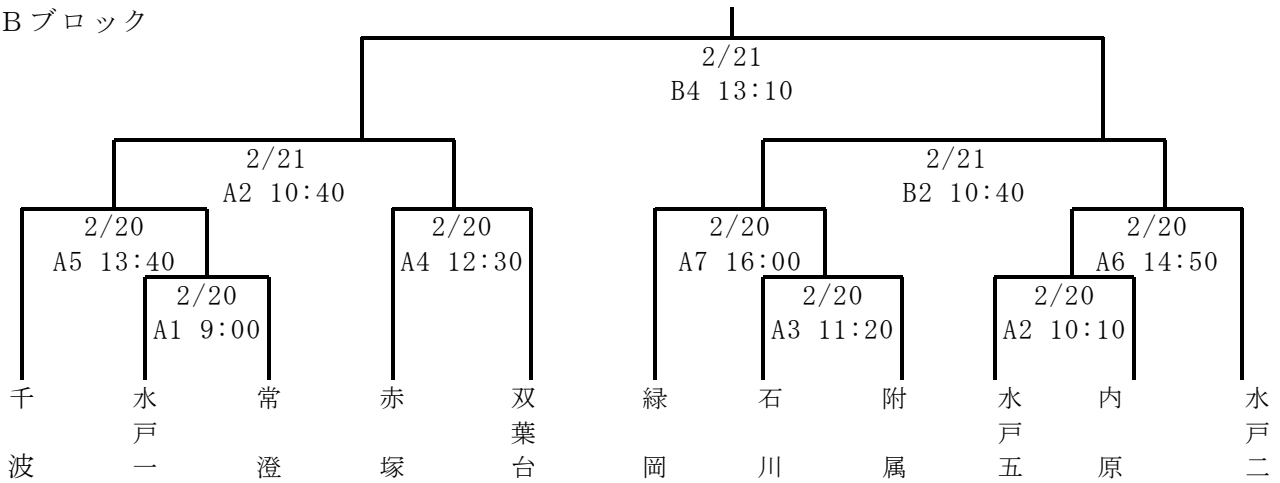 Bブロック
2/21
B4 13:10
2/21
A2 10:40
2/21
B2 10:40
2/20
A5 13:40
2/20
A4 12:30
2/20
A7 16:00
2/20
A6 14:50
2/20
A1 9:00
2/20
A3 11:20
2/20
A2 10:10
千波
水戸一
常澄
赤塚
双葉台
緑岡
石川
附属
水戸五
内原
水戸二